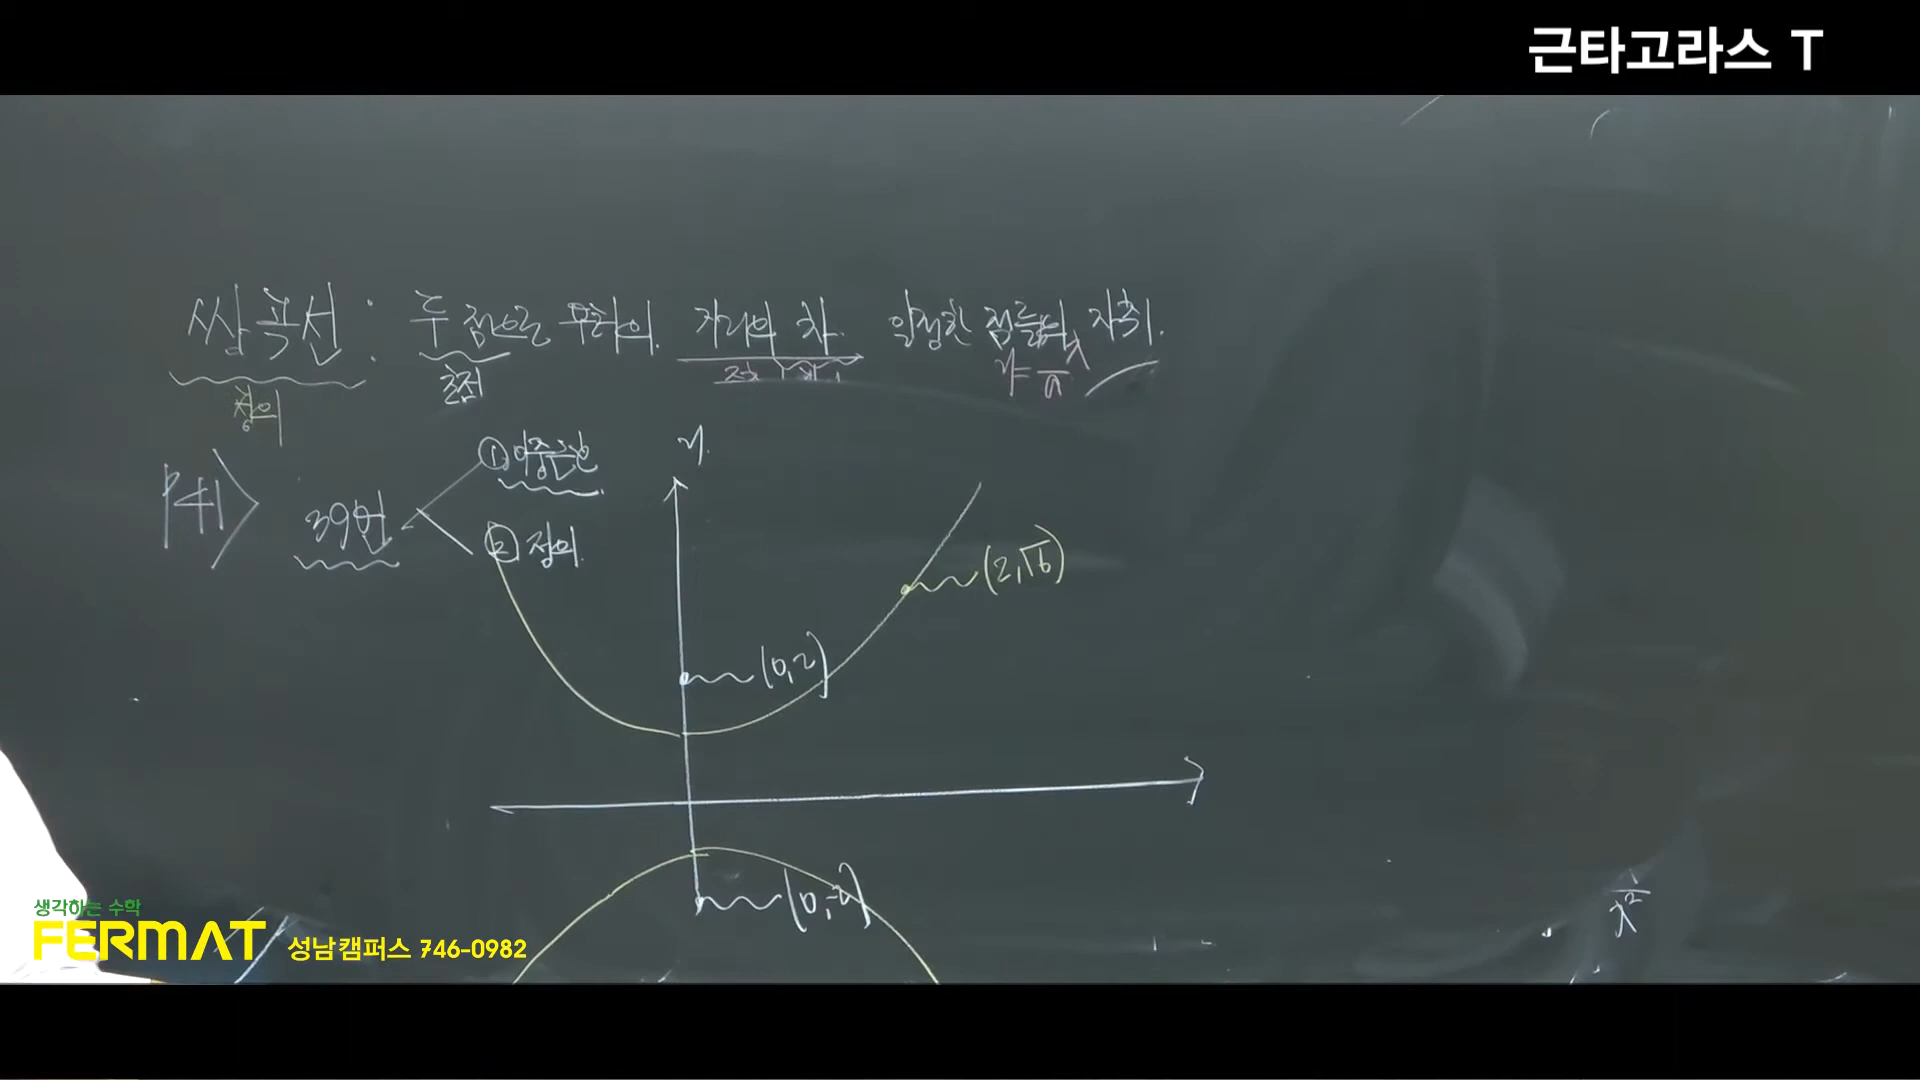 근타고라스 T
쌍곡선: 두 점으로 부터의 거리의 차 일정한 점들의 자취.
정의 초점
① 이중근호
39번
② 정의.
y.
(2,√6)
(0,2)
(0,-2)
생각하는 수학
FERMAT 성남캠퍼스 746-0982